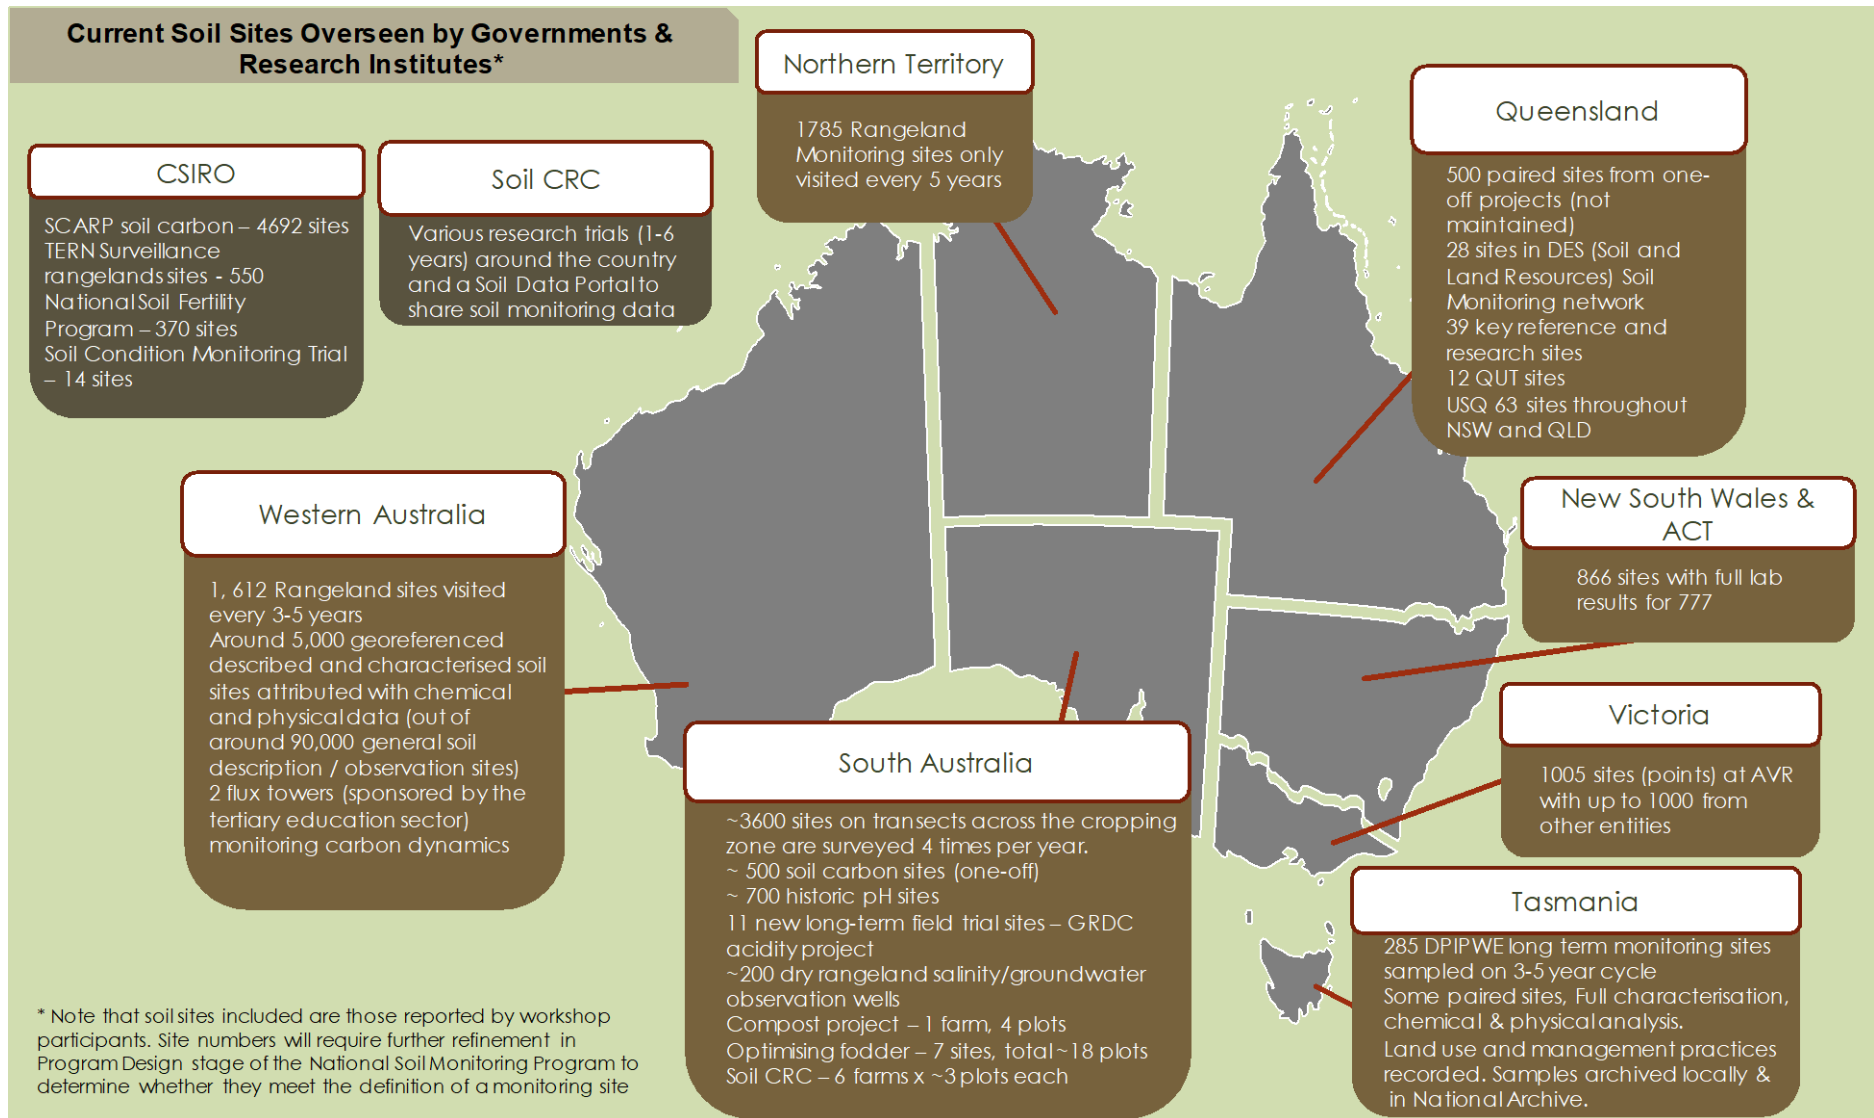 Current Soil Sites Overseen by Governments &
Research Institutes*
Northern Territory
1785 Rangeland
Monitoring sites only
visited every 5 years
Queensland
500 paired sites from one-
off projects (not
maintained)
28 sites in DES (Soil and
Land Resources) Soil
Monitoring network
39 key reference and
research sites
12 QUT sites
USQ 63 sites throughout
NSW and QLD
CSIRO
SCARP soil carbon – 4692 sites
TERN Surveillance
rangelands sites - 550
National Soil Fertility
Program – 370 sites
Soil Condition Monitoring Trial
– 14 sites
Soil CRC
Various research trials (1-6
years) around the country
and a Soil Data Portal to
share soil monitoring data
Western Australia
1, 612 Rangeland sites visited
every 3-5 years
Around 5,000 georeferenced
described and characterised soil
sites attributed with chemical
and physical data (out of
around 90,000 general soil
description / observation sites)
2 flux towers (sponsored by the
tertiary education sector)
monitoring carbon dynamics
New South Wales &
ACT
866 sites with full lab
results for 777
Victoria
1005 sites (points) at AVR
with up to 1000 from
other entities
South Australia
~3600 sites on transects across the cropping
zone are surveyed 4 times per year.
~ 500 soil carbon sites (one-off)
~ 700 historic pH sites
11 new long-term field trial sites – GRDC
acidity project
~200 dry rangeland salinity/groundwater
observation wells
Compost project – 1 farm, 4 plots
Optimising fodder – 7 sites, total ~18 plots
Soil CRC – 6 farms x ~3 plots each
Tasmania
285 DPIPWE long term monitoring sites
sampled on 3-5 year cycle
Some paired sites, Full characterisation,
chemical & physical analysis.
Land use and management practices
recorded. Samples archived locally &
in National Archive.
* Note that soil sites included are those reported by workshop
participants. Site numbers will require further refinement in
Program Design stage of the National Soil Monitoring Program to
determine whether they meet the definition of a monitoring site